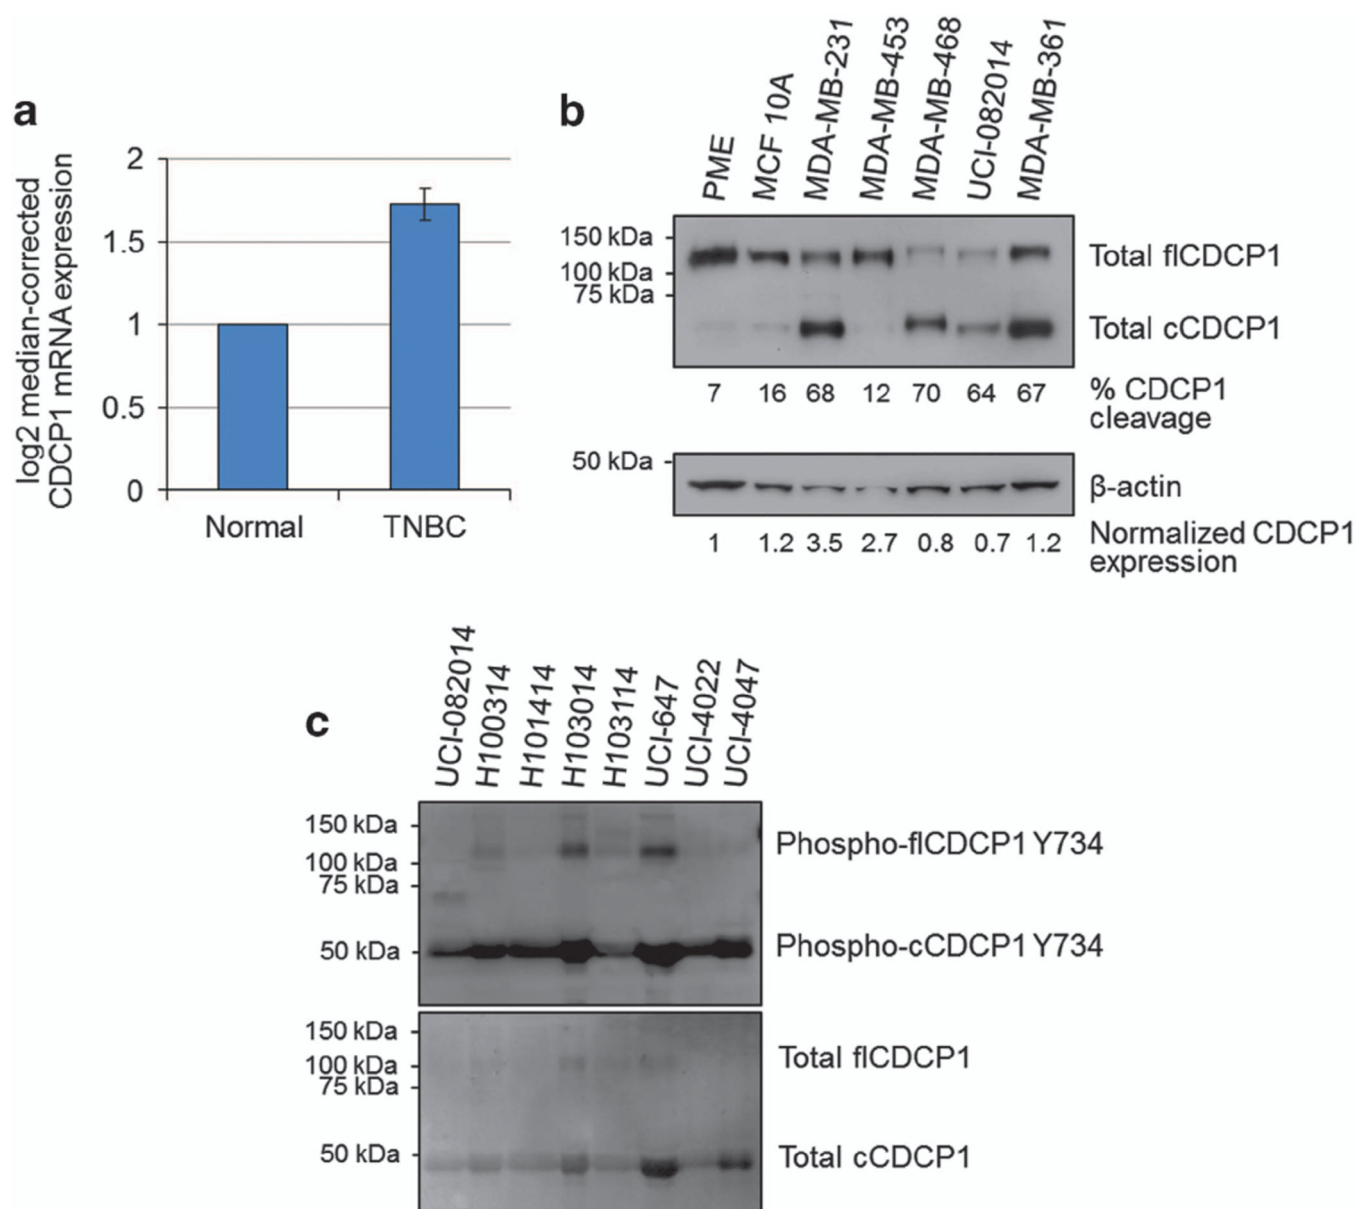 a
log2 median-corrected
CDCP1 mRNA expression
2
1.5
1
0.5
0
Normal TNBC
b
PME
MCF 10A
MDA-MB-231
MDA-MB-453
MDA-MB-468
UCI-082014
MDA-MB-361
150 kDa
100 kDa
75 kDa
Total flCDCP1
Total cCDCP1
7 16 68 12 70 64 67
% CDCP1
cleavage
50 kDa
β-actin
1 1.2 3.5 2.7 0.8 0.7 1.2
Normalized CDCP1
expression
c
UCI-082014
H100314
H101414
H103014
H103114
UCI-647
UCI-4022
UCI-4047
150 kDa
100 kDa
75 kDa
50 kDa
Phospho-flCDCP1 Y734
Phospho-cCDCP1 Y734
150 kDa
100 kDa
75 kDa
50 kDa
Total flCDCP1
Total cCDCP1